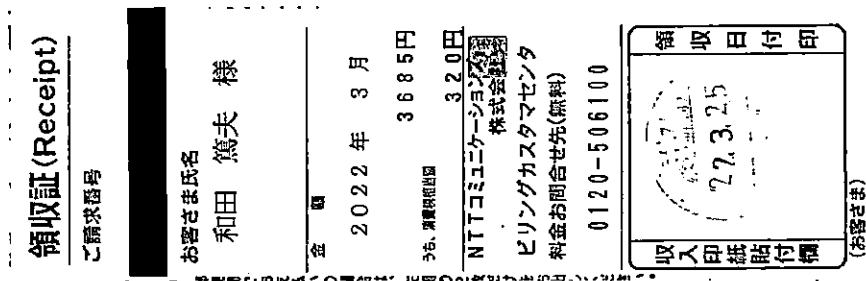 領収証(Receipt)
ご請求番号
お客さま氏名
和田 篤夫 様
金額
2022年 3月
3685円
うち、消費税相当額
320円
NTTコミュニケーションズ
株式会社
ビリングカスタマセンタ
料金お問合せ先(無料)
0120-506100
領収日付印
22.3.25
収入印紙貼付欄
(お客さま)